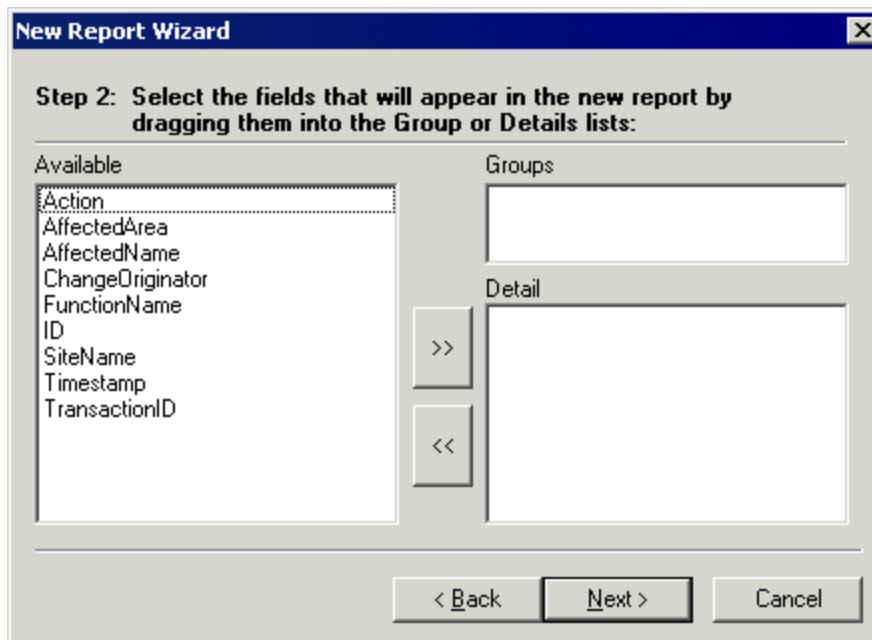 New Report Wizard
Step 2: Select the fields that will appear in the new report by
dragging them into the Group or Details lists:
Available
Groups
Action
AffectedArea
AffectedName
ChangeOriginator
FunctionName
ID
SiteName
Timestamp
TransactionID
Detail
>>
<<
< Back
Next >
Cancel